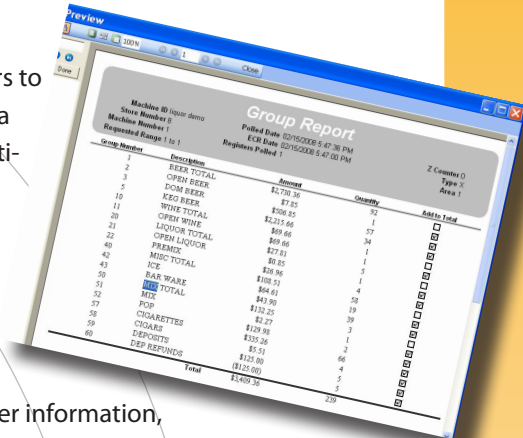 Preview
100%
1
Close
Done
rs to
a
ti-
Group Report
Machine ID liquor demo
Store Number 8
Machine Number 1
Requested Range 1 to 1
Polled Date 02/15/2008 5:47:36 PM
ECR Date 02/15/2008 5:47:00 PM
Registers Polled 1
Z Counter 0
Type X
Area 1
Group Number Description Amount Quantity Add to Total
1 BEER TOTAL $2,730.36 92
2 OPEN BEER $7.85 1
3 DOM BEER $506.85 57
5 KEG BEER $2,215.66 34
10 WINE TOTAL $69.66 1
11 OPEN WINE $69.66 1
20 LIQUOR TOTAL $27.81 5
21 OPEN LIQUOR $0.85 1
22 PREMIX $26.96 4
40 MISC TOTAL $108.51 58
42 ICE $64.61 19
43 BAR WARE $43.90 39
50 MIX TOTAL $132.25 3
51 MIX $2.27 1
52 POP $129.98 2
57 CIGARETTES $335.26 66
58 CIGARS $5.51 4
59 DEPOSITS $125.00 5
60 DEP REFUNDS ($125.00) 5
Total $3,409.36 239
er information,